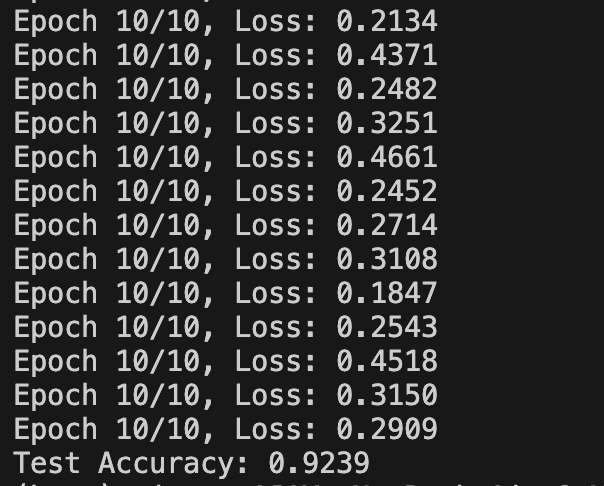 Epoch 10/10, Loss: 0.2134
Epoch 10/10, Loss: 0.4371
Epoch 10/10, Loss: 0.2482
Epoch 10/10, Loss: 0.3251
Epoch 10/10, Loss: 0.4661
Epoch 10/10, Loss: 0.2452
Epoch 10/10, Loss: 0.2714
Epoch 10/10, Loss: 0.3108
Epoch 10/10, Loss: 0.1847
Epoch 10/10, Loss: 0.2543
Epoch 10/10, Loss: 0.4518
Epoch 10/10, Loss: 0.3150
Epoch 10/10, Loss: 0.2909
Test Accuracy: 0.9239